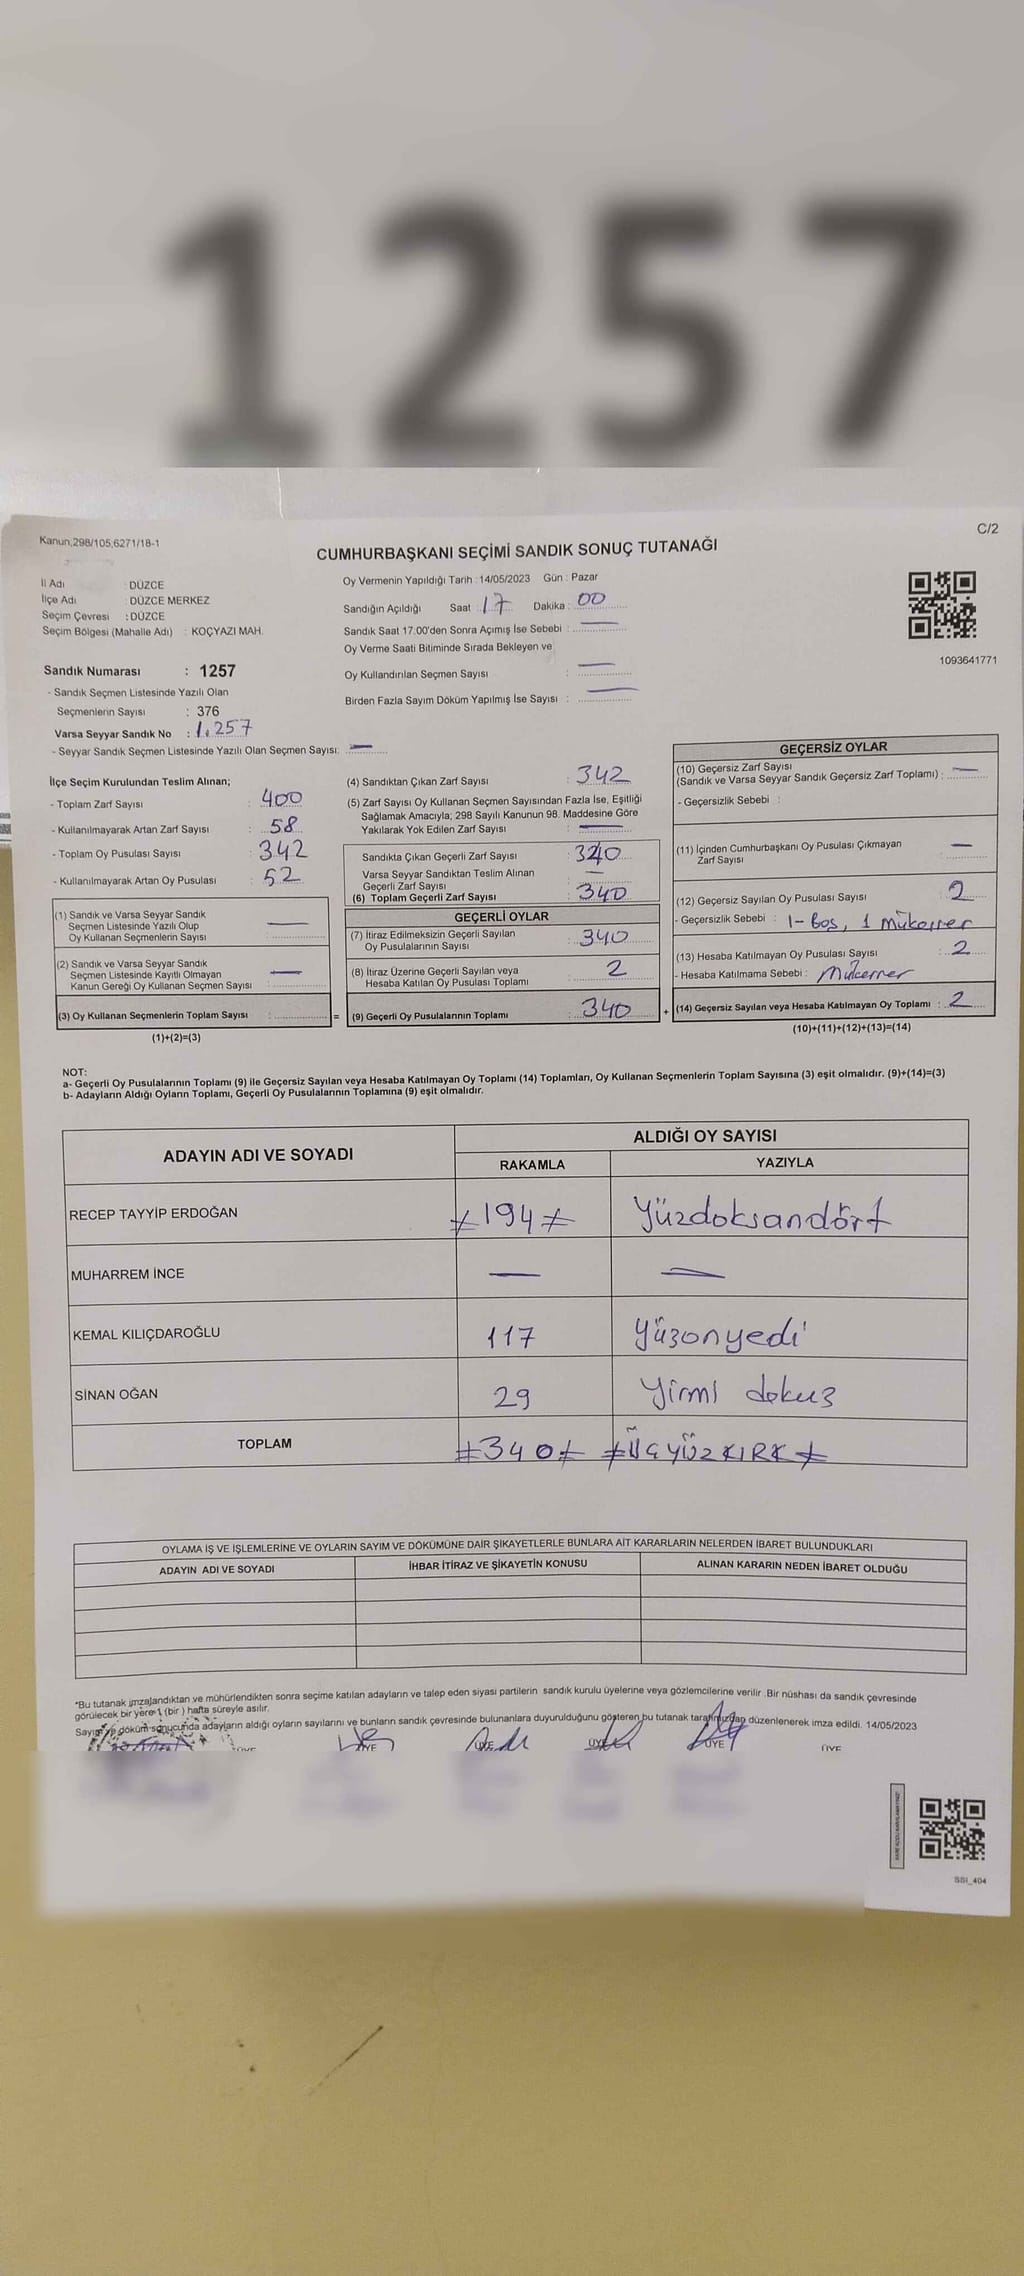 1257
Kanun,298/105,6271/18-1
C/2
CUMHURBAŞKANI SEÇİMİ SANDIK SONUÇ TUTANAĞI
İl Adı : DÜZCE
İlçe Adı : DÜZCE MERKEZ
Seçim Çevresi : DÜZCE
Seçim Bölgesi (Mahalle Adı) : KOÇYAZI MAH.
Oy Vermenin Yapıldığı Tarih : 14/05/2023 Gün : Pazar
Sandığın Açıldığı Saat : 17 Dakika : 00
Sandık Saat 17:00'den Sonra Açımış İse Sebebi : —
Oy Verme Saati Bitiminde Sırada Bekleyen ve
Oy Kullandırılan Seçmen Sayısı : —
Birden Fazla Sayım Döküm Yapılmış İse Sayısı : —
1093641771
Sandık Numarası : 1257
- Sandık Seçmen Listesinde Yazılı Olan
Seçmenlerin Sayısı : 376
Varsa Seyyar Sandık No : 1.257
- Seyyar Sandık Seçmen Listesinde Yazılı Olan Seçmen Sayısı: —
İlçe Seçim Kurulundan Teslim Alınan;
- Toplam Zarf Sayısı : 400
- Kullanılmayarak Artan Zarf Sayısı : 58
- Toplam Oy Pusulası Sayısı : 342
- Kullanılmayarak Artan Oy Pusulası : 52
(1) Sandık ve Varsa Seyyar Sandık
Seçmen Listesinde Yazılı Olup
Oy Kullanan Seçmenlerin Sayısı : —
(2) Sandık ve Varsa Seyyar Sandık
Seçmen Listesinde Kayıtlı Olmayan
Kanun Gereği Oy Kullanan Seçmen Sayısı : —
(3) Oy Kullanan Seçmenlerin Toplam Sayısı : =
(1)+(2)=(3)
(4) Sandıktan Çıkan Zarf Sayısı : 342
(5) Zarf Sayısı Oy Kullanan Seçmen Sayısından Fazla İse, Eşitliği
Sağlamak Amacıyla; 298 Sayılı Kanunun 98. Maddesine Göre
Yakılarak Yok Edilen Zarf Sayısı : —
Sandıkta Çıkan Geçerli Zarf Sayısı : 340
Varsa Seyyar Sandıktan Teslim Alınan
Geçerli Zarf Sayısı : —
(6) Toplam Geçerli Zarf Sayısı : 340
GEÇERLİ OYLAR
(7) İtiraz Edilmeksizin Geçerli Sayılan
Oy Pusulalarının Sayısı : 340
(8) İtiraz Üzerine Geçerli Sayılan veya
Hesaba Katılan Oy Pusulası Toplamı : 2
(9) Geçerli Oy Pusulalarının Toplamı : 340 +
GEÇERSİZ OYLAR
(10) Geçersiz Zarf Sayısı
(Sandık ve Varsa Seyyar Sandık Geçersiz Zarf Toplamı) : —
- Geçersizlik Sebebi :
(11) İçinden Cumhurbaşkanı Oy Pusulası Çıkmayan
Zarf Sayısı —
(12) Geçersiz Sayılan Oy Pusulası Sayısı : 2
- Geçersizlik Sebebi : 1-Boş, 1 Mükerrer
(13) Hesaba Katılmayan Oy Pusulası Sayısı : 2
- Hesaba Katılmama Sebebi : Mükerrer
(14) Geçersiz Sayılan veya Hesaba Katılmayan Oy Toplamı : 2
(10)+(11)+(12)+(13)=(14)
NOT:
a- Geçerli Oy Pusulalarının Toplamı (9) ile Geçersiz Sayılan veya Hesaba Katılmayan Oy Toplamı (14) Toplamları, Oy Kullanan Seçmenlerin Toplam Sayısına (3) eşit olmalıdır. (9)+(14)=(3)
b- Adayların Aldığı Oyların Toplamı, Geçerli Oy Pusulalarının Toplamına (9) eşit olmalıdır.
ADAYIN ADI VE SOYADI
ALDIĞI OY SAYISI
RAKAMLA YAZIYLA
RECEP TAYYİP ERDOĞAN ≠194≠ Yüzdoksandört
MUHARREM İNCE — —
KEMAL KILIÇDAROĞLU 117 Yüzonyedi
SİNAN OĞAN 29 Yirmi dokuz
TOPLAM ≠340≠ ≠ÜÇYÜZKIRK≠
OYLAMA İŞ VE İŞLEMLERİNE VE OYLARIN SAYIM VE DÖKÜMÜNE DAİR ŞİKAYETLERLE BUNLARA AİT KARARLARIN NELERDEN İBARET BULUNDUKLARI
ADAYIN ADI VE SOYADI İHBAR İTİRAZ VE ŞİKAYETİN KONUSU ALINAN KARARIN NEDEN İBARET OLDUĞU
*Bu tutanak imzalandıktan ve mühürlendikten sonra seçime katılan adayların ve talep eden siyasi partilerin sandık kurulu üyelerine veya gözlemcilerine verilir .Bir nüshası da sandık çevresinde
görülecek bir yere 1 (bir ) hafta süreyle asılır.
Sayım ve döküm sonucunda adayların aldığı oyların sayılarını ve bunların sandık çevresinde bulunanlara duyurulduğunu gösteren bu tutanak tarafımızdan düzenlenerek imza edildi. 14/05/2023
ÜYE ÜYE ÜYE ÜYE ÜYE ÜYE
SSI_404